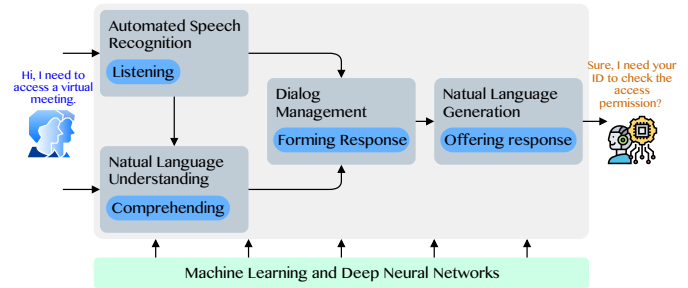 Hi, I need to
access a virtual
meeting.
Automated Speech
Recognition
Listening
Natual Language
Understanding
Comprehending
Dialog
Management
Forming Response
Natual Language
Generation
Offering response
Sure, I need your
ID to check the
access
permission?
Machine Learning and Deep Neural Networks